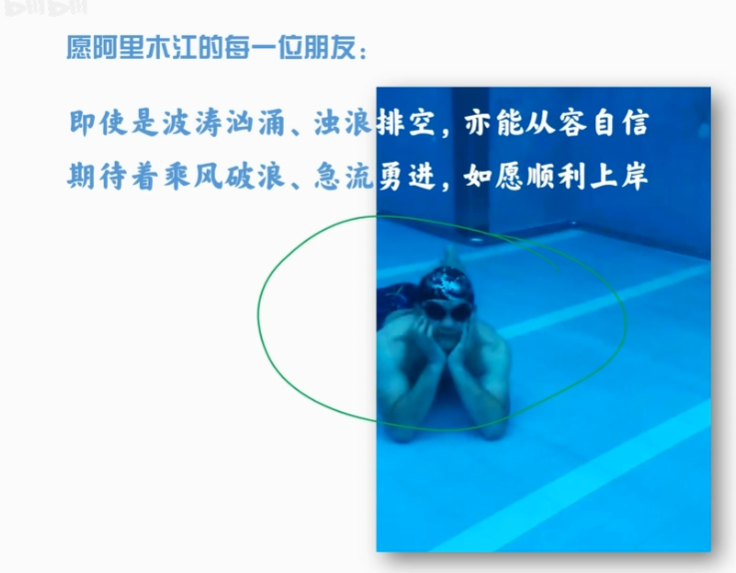 愿阿里木江的每一位朋友：
即使是波涛汹涌、浊浪排空，亦能从容自信
期待着乘风破浪、急流勇进，如愿顺利上岸